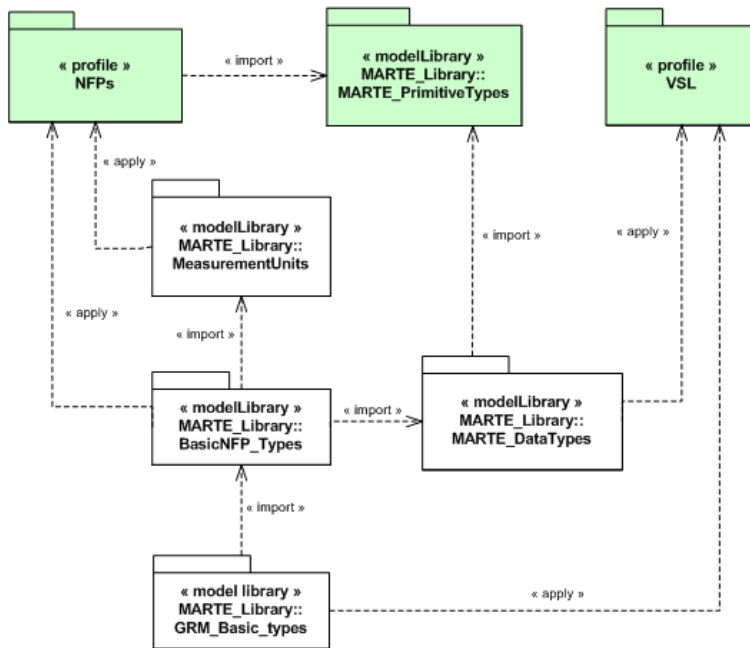 « profile »
NFPs
« import »
« modelLibrary »
MARTE_Library::
MARTE_PrimitiveTypes
« profile »
VSL
« apply »
« modelLibrary »
MARTE_Library::
MeasurementUnits
« import »
« apply »
« apply »
« import »
« modelLibrary »
MARTE_Library::
BasicNFP_Types
« import »
« modelLibrary »
MARTE_Library::
MARTE_DataTypes
« import »
« model library »
MARTE_Library::
GRM_Basic_types
« apply »